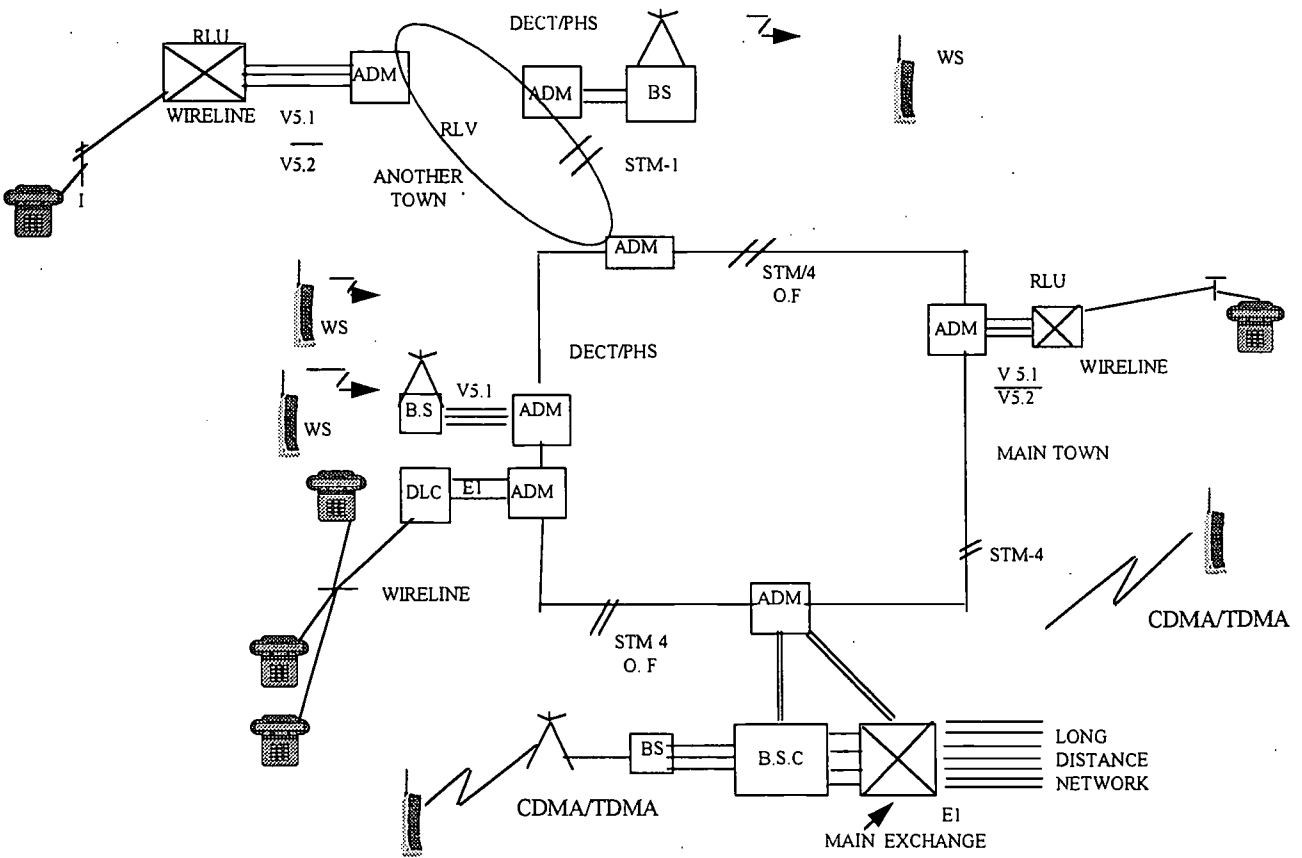 DECT/PHS
RLU
WS
ADM
ADM
BS
WIRELINE
V5.1
V5.2
RLV
STM-1
ANOTHER
TOWN
I
ADM
STM/4
O.F
RLU
WS
ADM
DECT/PHS
WIRELINE
V 5.1
V5.2
V5.1
B.S
ADM
WS
MAIN TOWN
DLC
E1
ADM
STM-4
WIRELINE
ADM
CDMA/TDMA
STM 4
O. F
LONG
DISTANCE
NETWORK
BS
B.S.C
CDMA/TDMA
E1
MAIN EXCHANGE